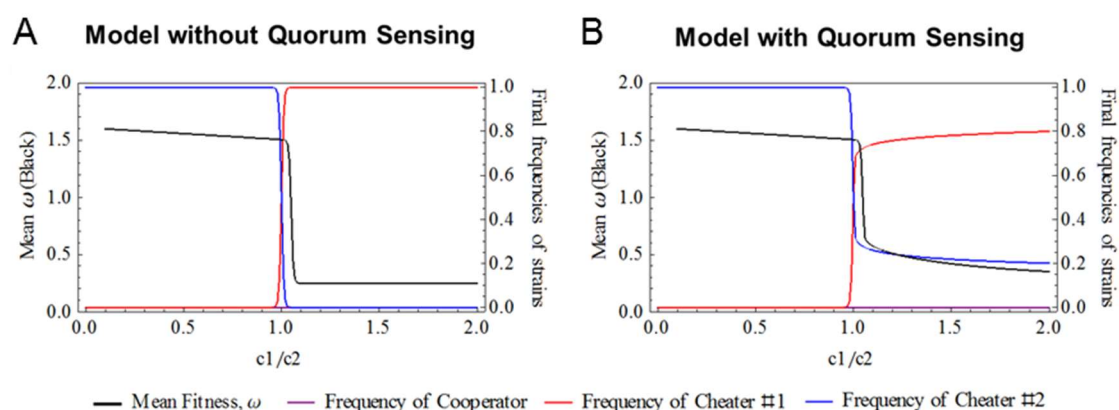 A Model without Quorum Sensing
2.0
1.5
1.0
0.5
0.0
Mean ω (Black)
1.0
0.8
0.6
0.4
0.2
0.0
Final frequencies of strains
0.0 0.5 1.0 1.5 2.0
c1/c2
B Model with Quorum Sensing
2.0
1.5
1.0
0.5
0.0
Mean ω (Black)
1.0
0.8
0.6
0.4
0.2
0.0
Final frequencies of strains
0.0 0.5 1.0 1.5 2.0
c1/c2
Mean Fitness, ω Frequency of Cooperator Frequency of Cheater #1 Frequency of Cheater #2